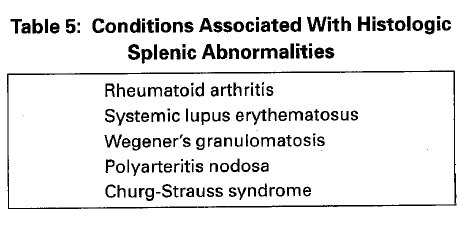 Table 5: Conditions Associated With Histologic
Splenic Abnormalities
Rheumatoid arthritis
Systemic lupus erythematosus
Wegener's granulomatosis
Polyarteritis nodosa
Churg-Strauss syndrome